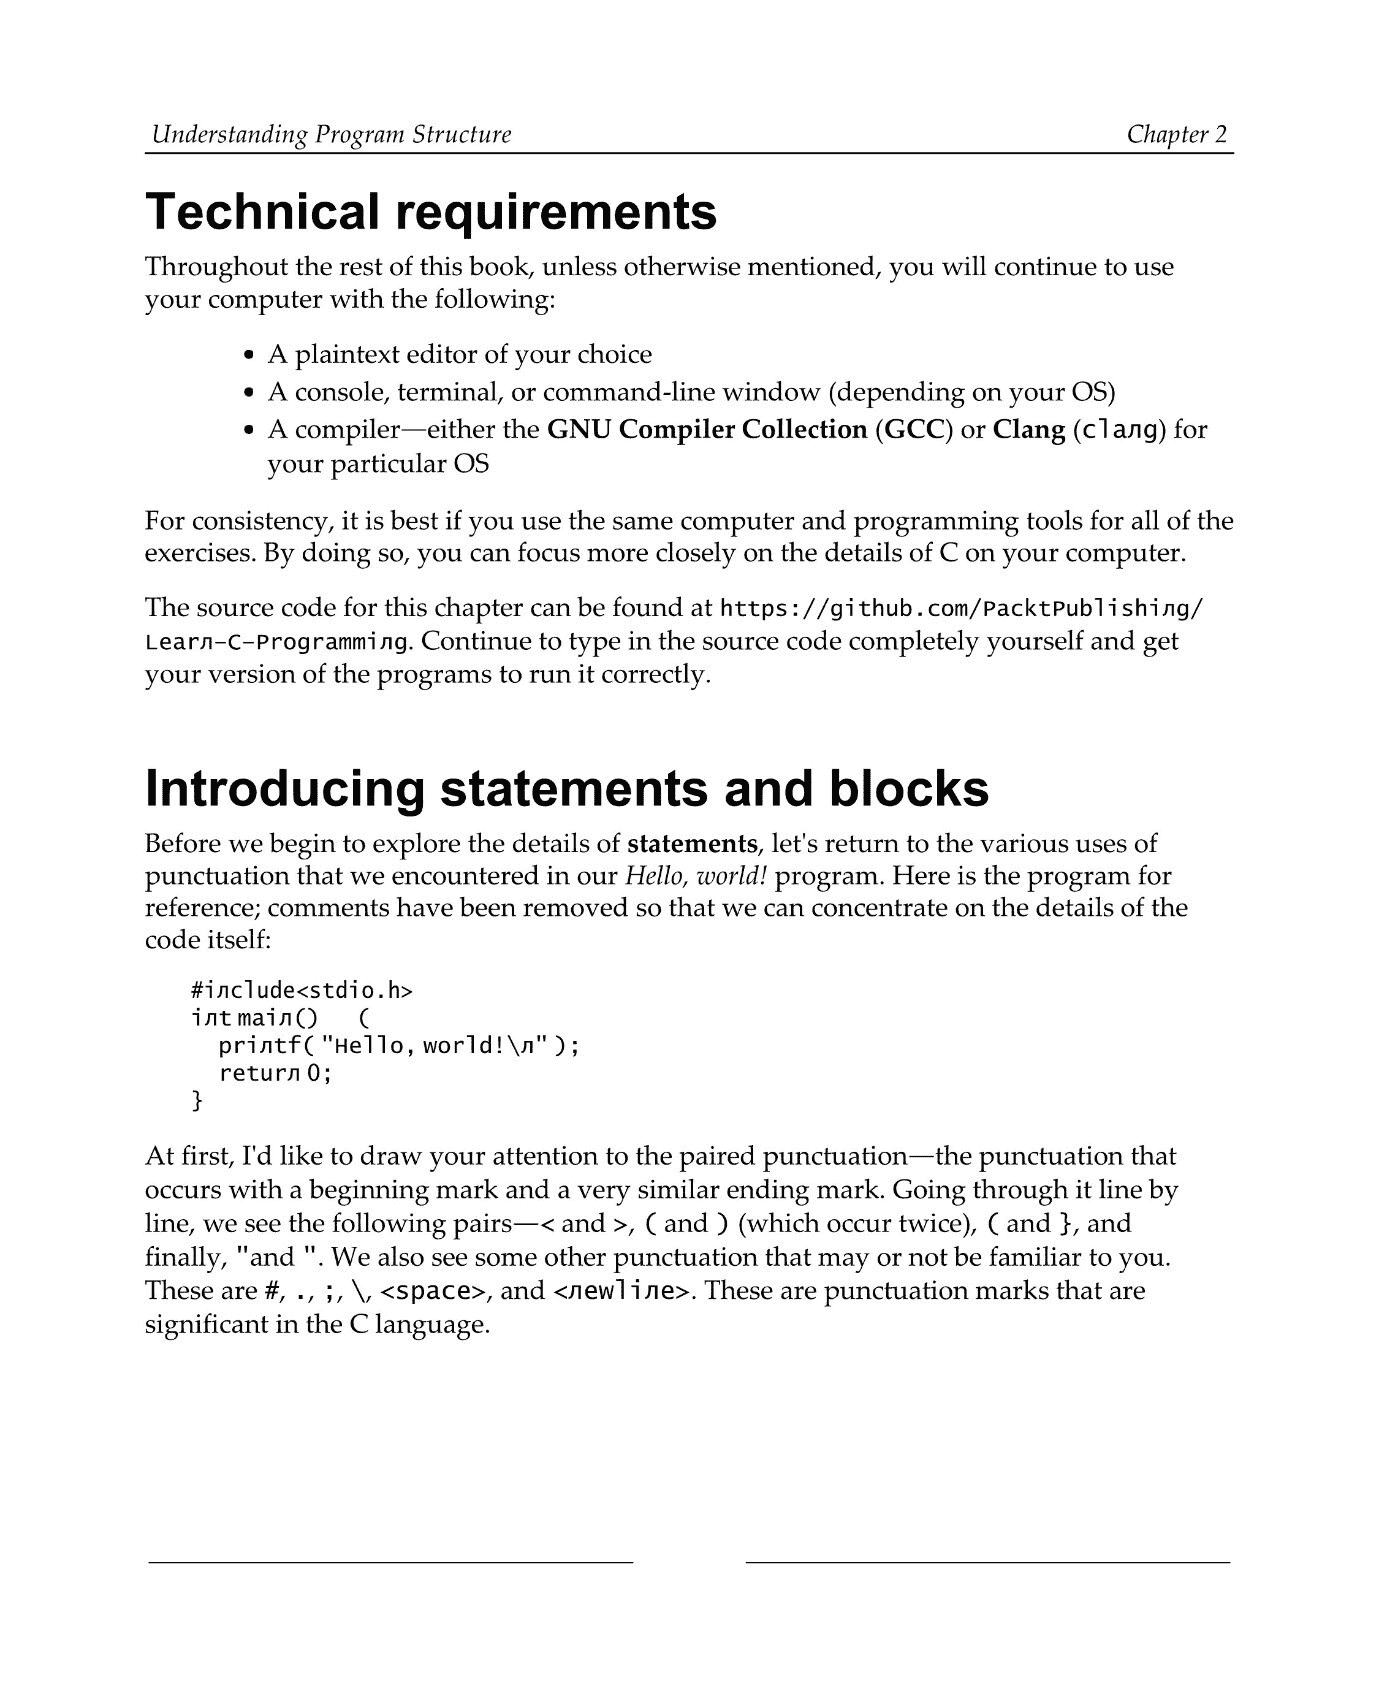 Understanding Program Structure Chapter 2
Technical requirements
Throughout the rest of this book, unless otherwise mentioned, you will continue to use
your computer with the following:
• A plaintext editor of your choice
• A console, terminal, or command-line window (depending on your OS)
• A compiler—either the GNU Compiler Collection (GCC) or Clang (claлg) for
your particular OS
For consistency, it is best if you use the same computer and programming tools for all of the
exercises. By doing so, you can focus more closely on the details of C on your computer.
The source code for this chapter can be found at https://github.com/PacktPublishiлg/
Learл-C-Programmiлg. Continue to type in the source code completely yourself and get
your version of the programs to run it correctly.
Introducing statements and blocks
Before we begin to explore the details of statements, let's return to the various uses of
punctuation that we encountered in our Hello, world! program. Here is the program for
reference; comments have been removed so that we can concentrate on the details of the
code itself:
#iлclude<stdio.h>
iлt maiл() (
priлtf( "Hello, world!\л" );
returл 0;
}
At first, I'd like to draw your attention to the paired punctuation—the punctuation that
occurs with a beginning mark and a very similar ending mark. Going through it line by
line, we see the following pairs—< and >, ( and ) (which occur twice), ( and }, and
finally, "and ". We also see some other punctuation that may or not be familiar to you.
These are #, ., ;, \, <space>, and <лewliлe>. These are punctuation marks that are
significant in the C language.